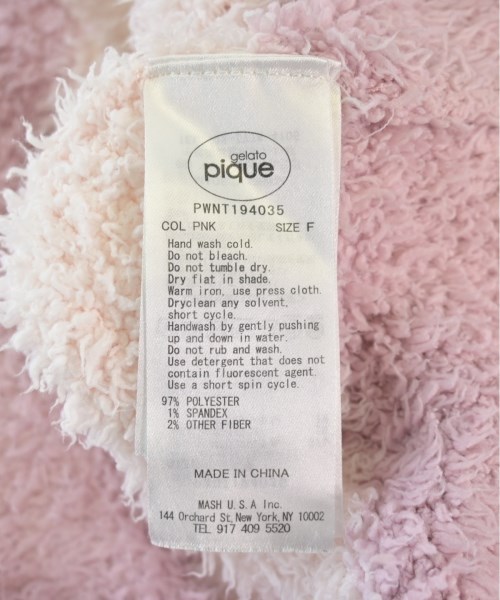 gelato
pique
PWNT194035
COL PNK SIZE F
Hand wash cold.
Do not bleach.
Do not tumble dry.
Dry flat in shade.
Warm iron, use press cloth.
Dryclean any solvent,
short cycle.
Handwash by gently pushing
up and down in water.
Do not rub and wash.
Use detergent that does not
contain fluorescent agent.
Use a short spin cycle.
97% POLYESTER
1% SPANDEX
2% OTHER FIBER
MADE IN CHINA
MASH U.S.A Inc.
144 Orchard St, New York, NY 10002
TEL 917 409 5520